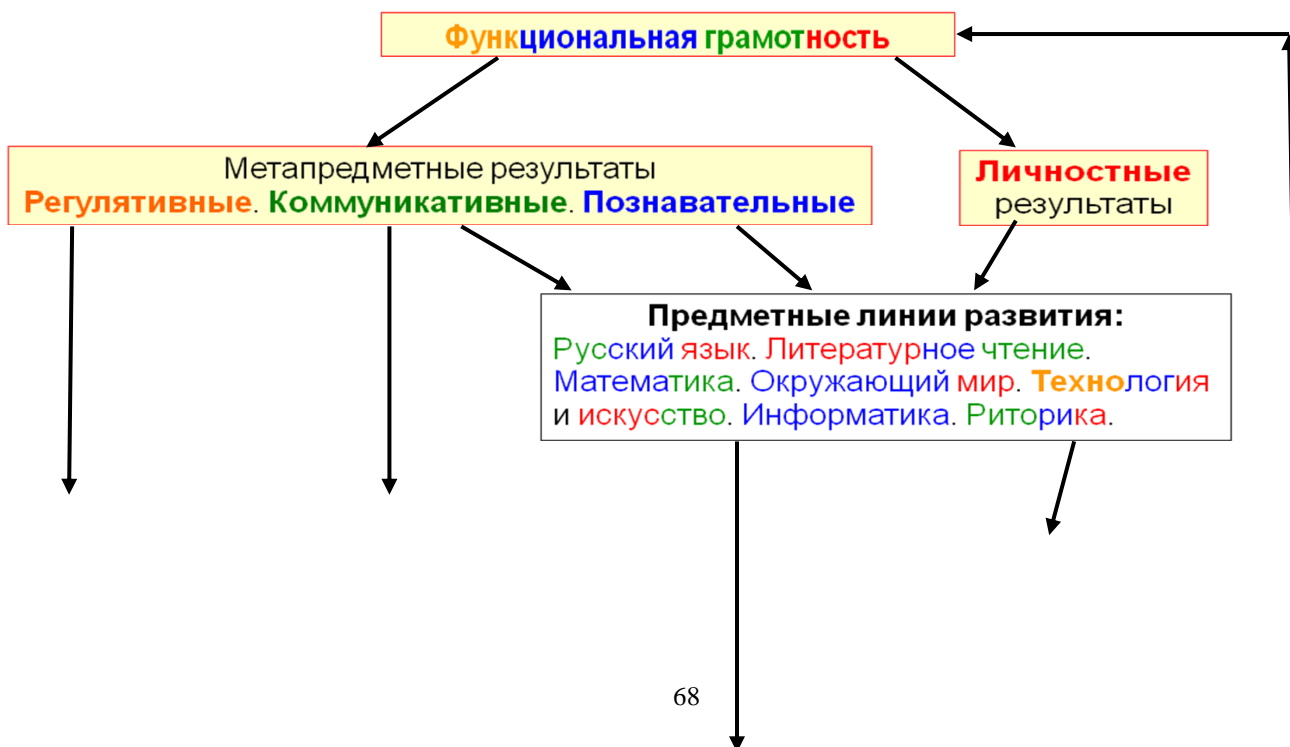 Функциональная грамотность
Метапредметные результаты
Регулятивные. Коммуникативные. Познавательные
Личностные
результаты
Предметные линии развития:
Русский язык. Литературное чтение.
Математика. Окружающий мир. Технология
и искусство. Информатика. Риторика.
68